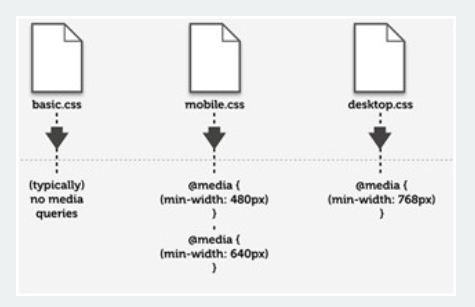 basic.css
mobile.css
desktop.css
(typically)
no media
queries
@media {
(min-width: 480px)
}
@media {
(min-width: 640px)
}
@media {
(min-width: 768px)
}